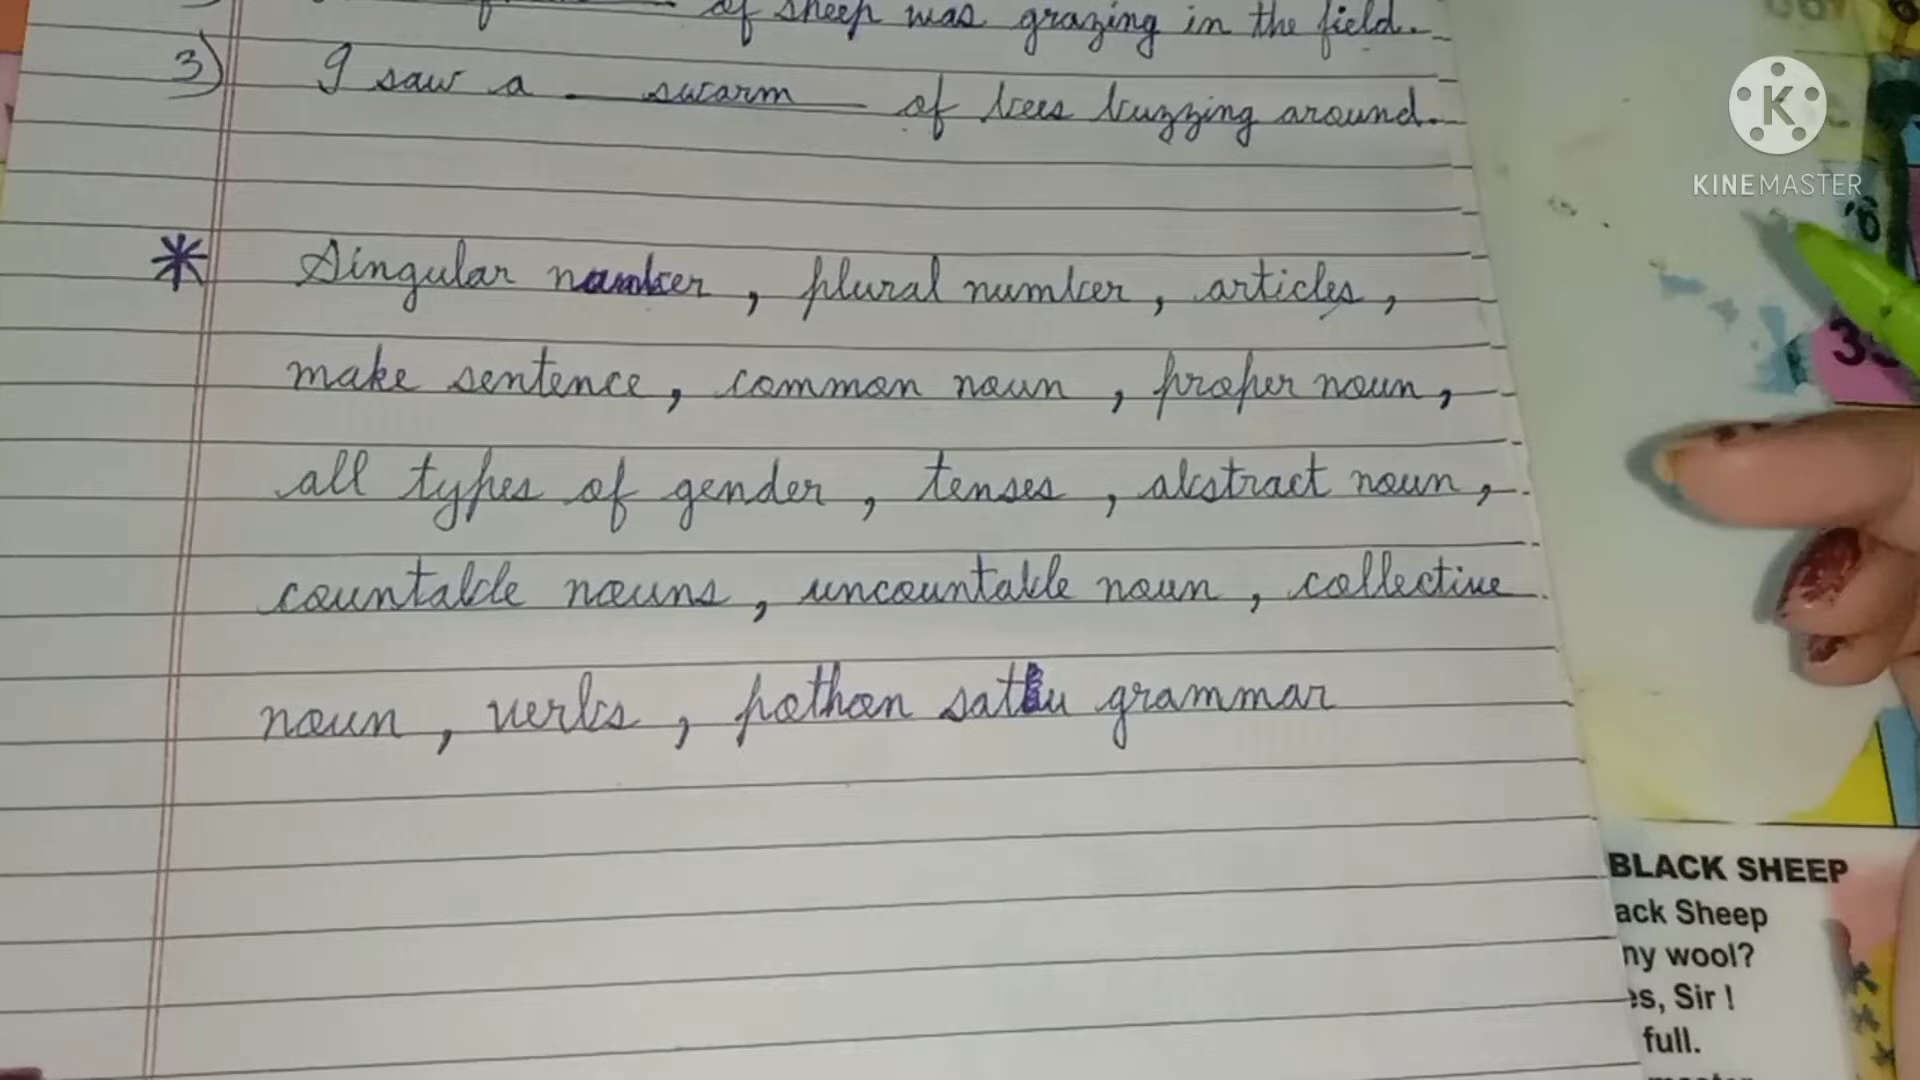 of sheep was grazing in the field.
3) I saw a swarm of bees buzzing around.
* Singular number, plural number, articles,
make sentence, common noun, proper noun,
all types of gender, tenses, abstract noun,
countable nouns, uncountable noun, collective
noun, verbs, pothon satbu grammar
KINEMASTER
BLACK SHEEP
ack Sheep
ny wool?
es, Sir !
full.